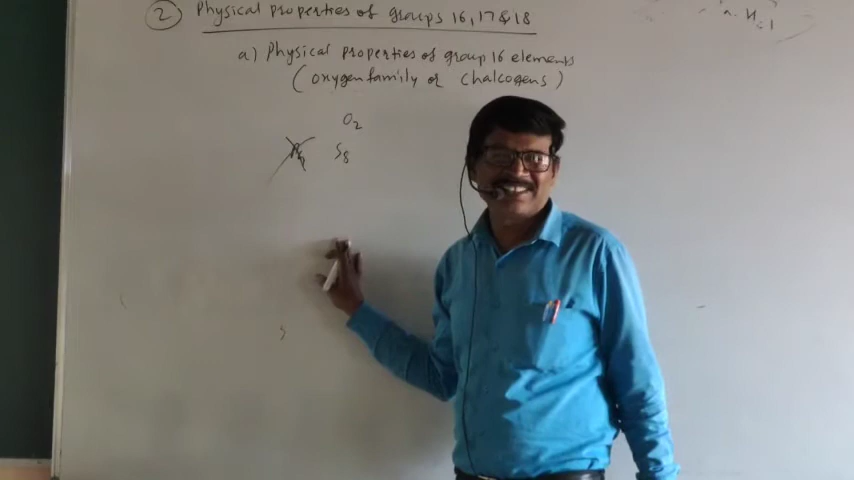 2 Physical properties of groups 16, 17 & 18
a. H
a) Physical properties of group 16 elements
(oxygen family or chalcogens)
O2
S8